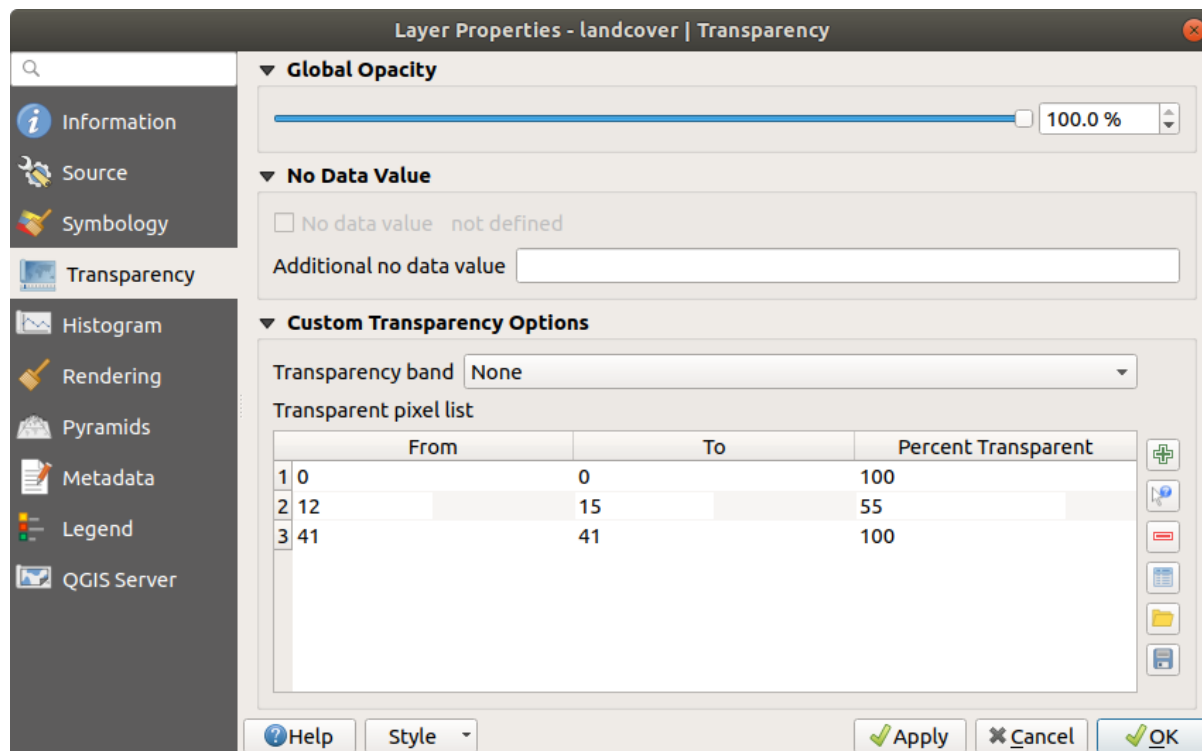 Layer Properties - landcover | Transparency
Information
Source
Symbology
Transparency
Histogram
Rendering
Pyramids
Metadata
Legend
QGIS Server
Global Opacity
100.0 %
No Data Value
No data value not defined
Additional no data value
Custom Transparency Options
Transparency band None
Transparent pixel list
From To Percent Transparent
1 0 0 100
2 12 15 55
3 41 41 100
Help Style Apply Cancel OK